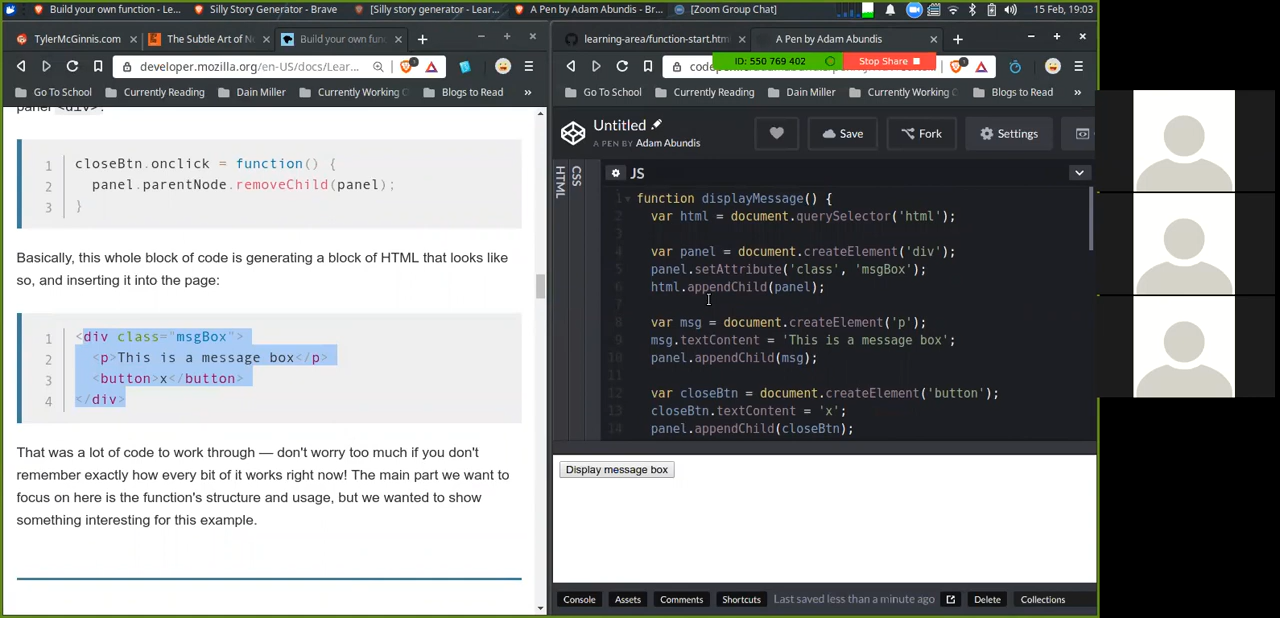 Build your own function - Le...
Silly Story Generator - Brave
[Silly story generator - Lear...
A Pen by Adam Abundis - Br...
[Zoom Group Chat]
15 Feb, 19:03
TylerMcGinnis.com
The Subtle Art of N
Build your own fun
developer.mozilla.org/en-US/docs/Lear...
Go To School
Currently Reading
Dain Miller
Currently Working
Blogs to Read
»
panel <div>.
1 closeBtn.onclick = function() {
2 panel.parentNode.removeChild(panel);
3 }
Basically, this whole block of code is generating a block of HTML that looks like
so, and inserting it into the page:
1 <div class="msgBox">
2 <p>This is a message box</p>
3 <button>x</button>
4 </div>
That was a lot of code to work through — don't worry too much if you don't
remember exactly how every bit of it works right now! The main part we want to
focus on here is the function's structure and usage, but we wanted to show
something interesting for this example.
learning-area/function-start.htm
A Pen by Adam Abundis
ID: 550 769 402
Stop Share
Go To School
Currently Reading
Dain Miller
Currently Working O
Blogs to Read
»
Untitled
A PEN BY Adam Abundis
Save
Fork
Settings
HTML
CSS
JS
1 function displayMessage() {
2 var html = document.querySelector('html');
3
4 var panel = document.createElement('div');
5 panel.setAttribute('class', 'msgBox');
6 html.appendChild(panel);
7
8 var msg = document.createElement('p');
9 msg.textContent = 'This is a message box';
10 panel.appendChild(msg);
11
12 var closeBtn = document.createElement('button');
13 closeBtn.textContent = 'x';
14 panel.appendChild(closeBtn);
Display message box
Console
Assets
Comments
Shortcuts
Last saved less than a minute ago
Delete
Collections